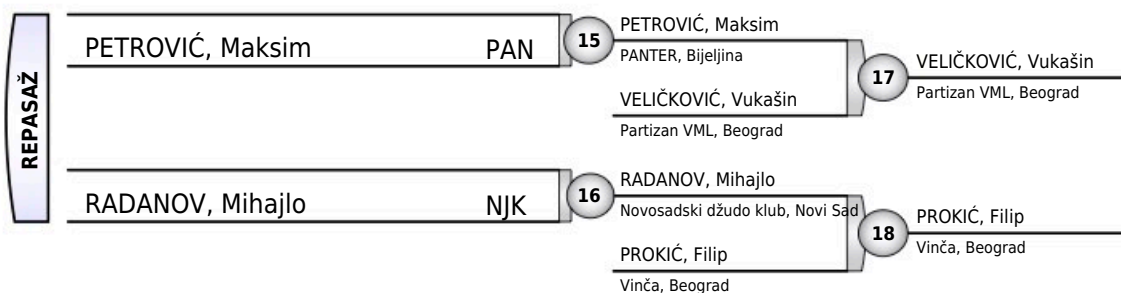 REPASAŽ
PETROVIĆ, Maksim PAN
15
PETROVIĆ, Maksim
PANTER, Bijeljina
VELIČKOVIĆ, Vukašin
Partizan VML, Beograd
17
VELIČKOVIĆ, Vukašin
Partizan VML, Beograd
RADANOV, Mihajlo NJK
16
RADANOV, Mihajlo
Novosadski džudo klub, Novi Sad
PROKIĆ, Filip
Vinča, Beograd
18
PROKIĆ, Filip
Vinča, Beograd